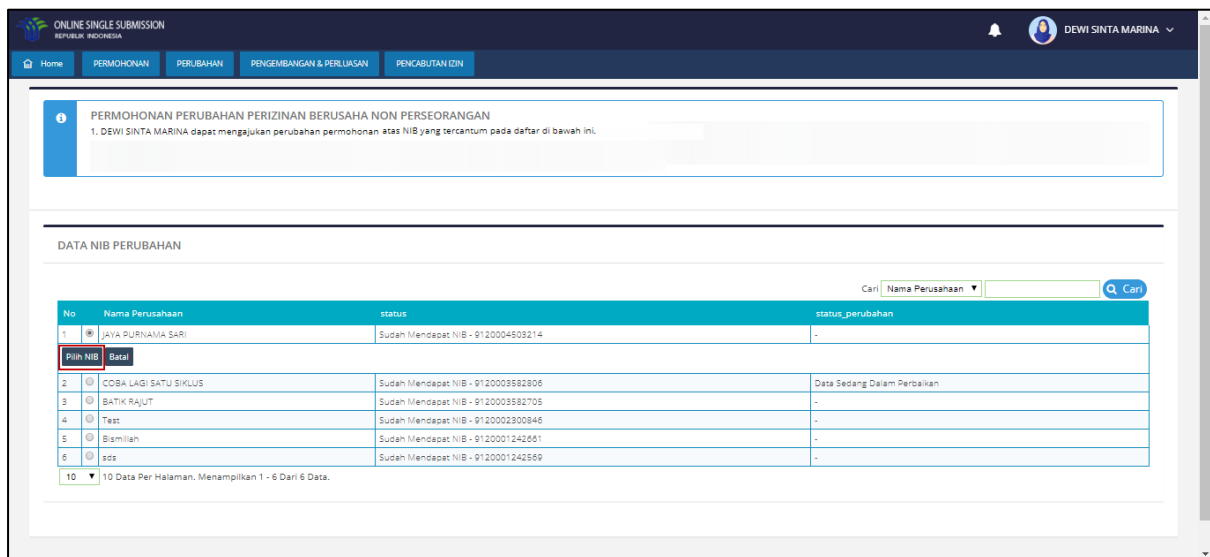 ONLINE SINGLE SUBMISSION
REPUBLIK INDONESIA
DEWI SINTA MARINA
Home PERMOHONAN PERUBAHAN PENGEMBANGAN & PERLUASAN PENCABUTAN IZIN
PERMOHONAN PERUBAHAN PERIZINAN BERUSAHA NON PERSEORANGAN
1. DEWI SINTA MARINA dapat mengajukan perubahan permohonan atas NIB yang tercantum pada daftar di bawah ini.
DATA NIB PERUBAHAN
Cari Nama Perusahaan Cari
No Nama Perusahaan status status_perubahan
1 JAYA PURNAMA SARI Sudah Mendapat NIB - 9120004503214 -
Pilih NIB Batal
2 COBA LAGI SATU SIKLUS Sudah Mendapat NIB - 9120003582806 Data Sedang Dalam Perbaikan
3 BATIK RAJUT Sudah Mendapat NIB - 9120003582705 -
4 Test Sudah Mendapat NIB - 9120002300846 -
5 Bismillah Sudah Mendapat NIB - 9120001242661 -
6 sds Sudah Mendapat NIB - 9120001242569 -
10 10 Data Per Halaman. Menampilkan 1 - 6 Dari 6 Data.